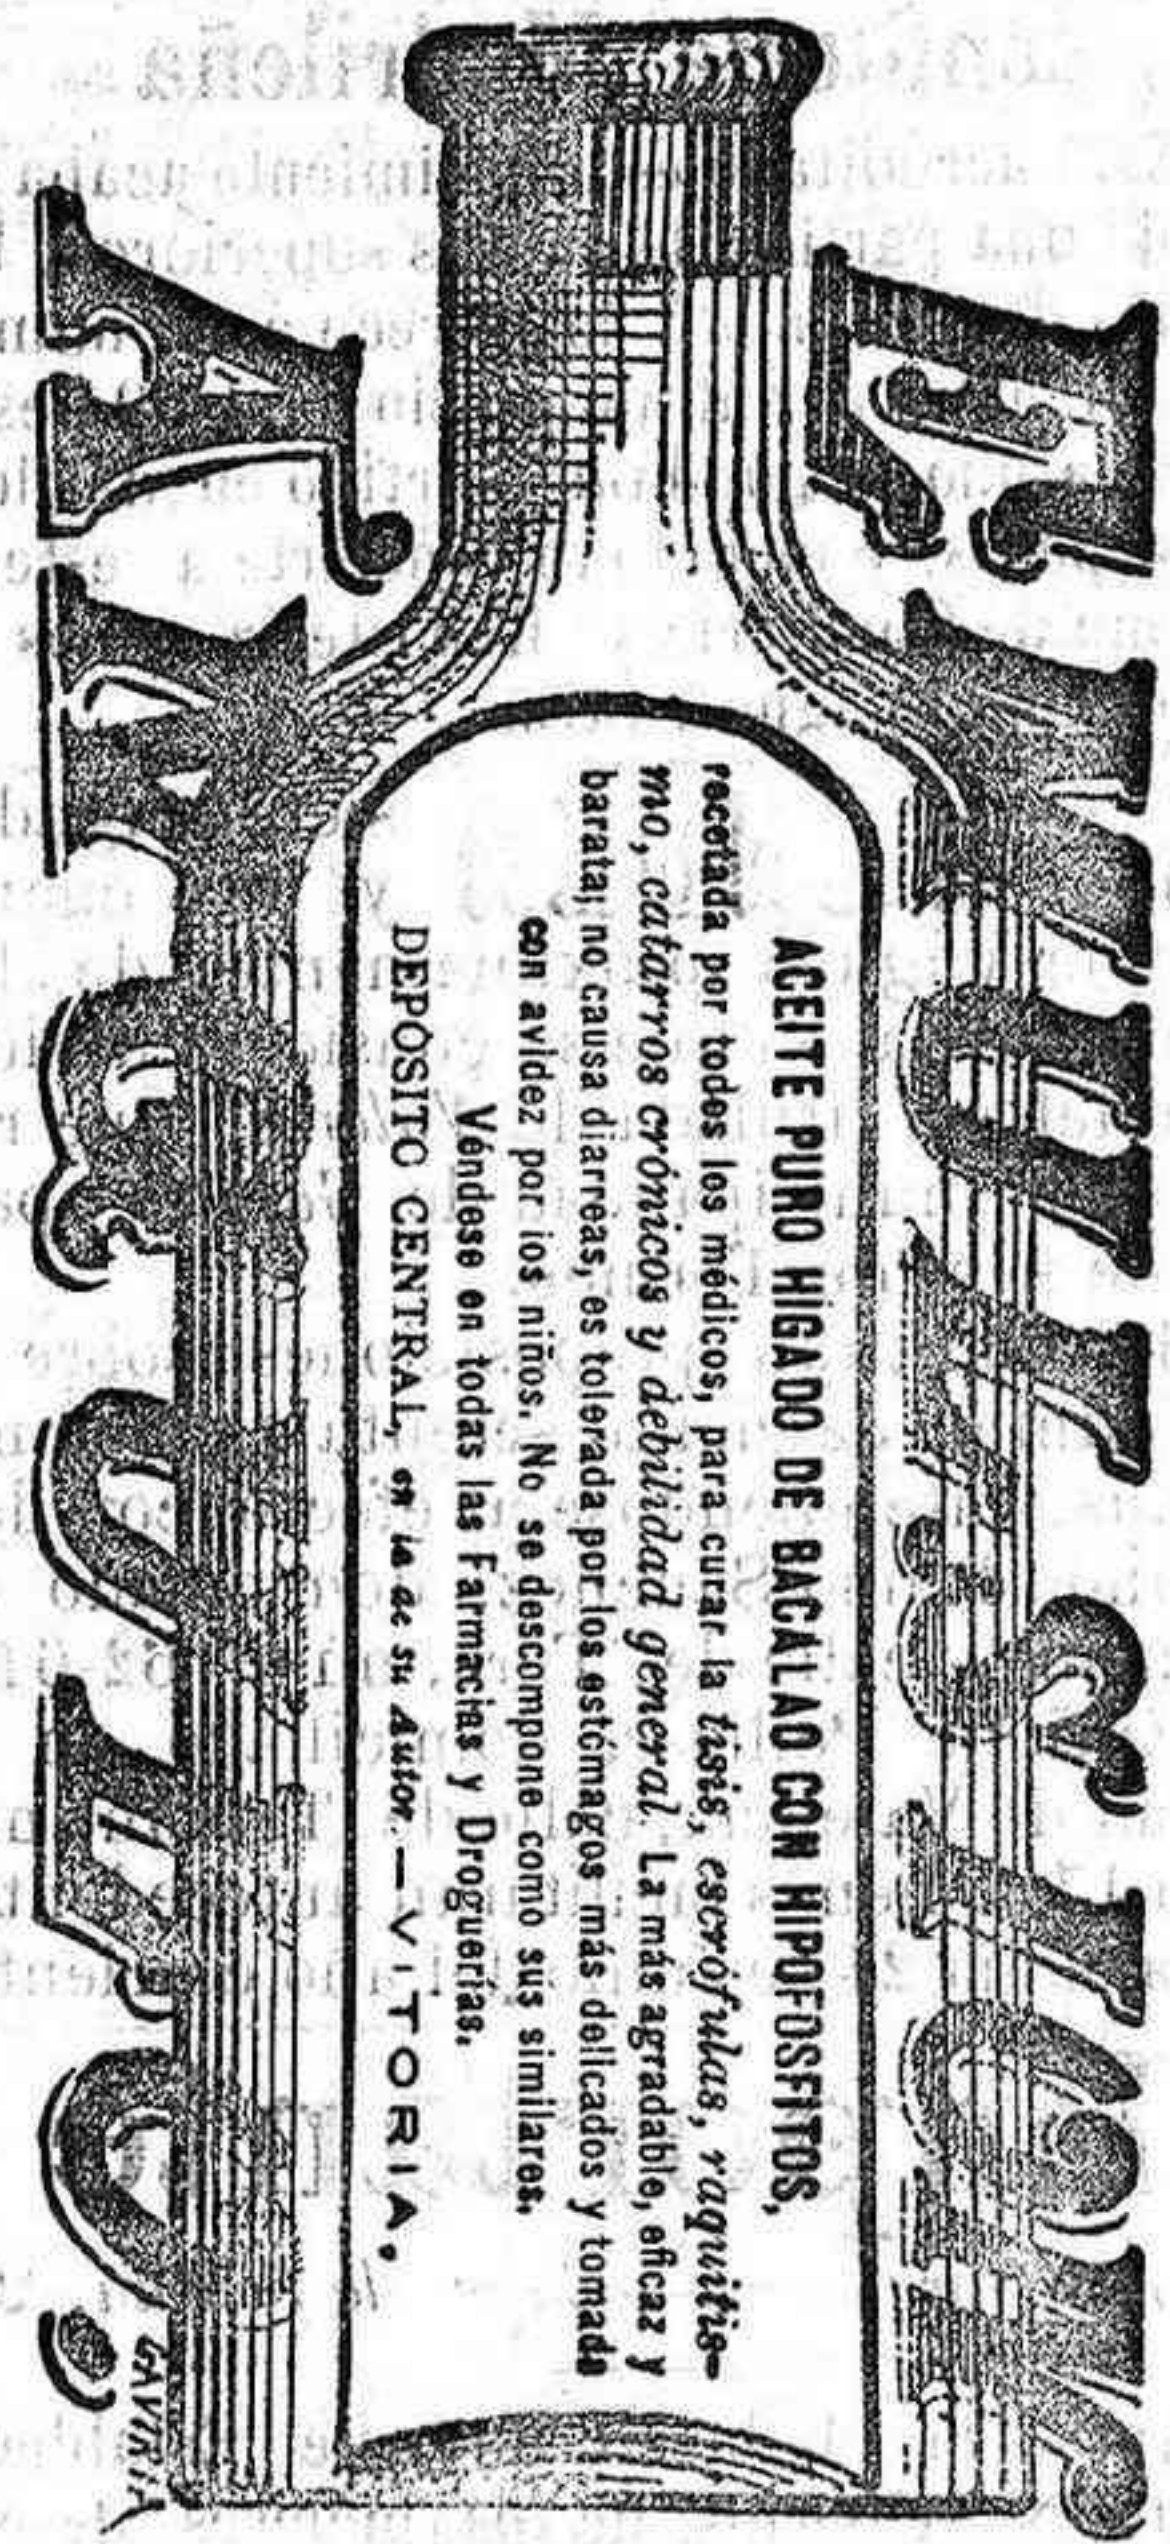 EMULSION
ACEITE PURO HIGADO DE BACALAO CON HIPOFOSFITOS,
recetada por todos los médicos, para curar la tisis, escrófulas, raquitis-
mo, catarros crónicos y debilidad general. La más agradable, eficaz y
barata; no causa diarreas, es tolerada por los estómagos más delicados y tomada
con avidez por los niños. No se descompone como sus similares,
Véndese en todas las Farmacias y Droguerías,
DEPÓSITO CENTRAL, en la de su Autor.—VITORIA.
GAVIRIA